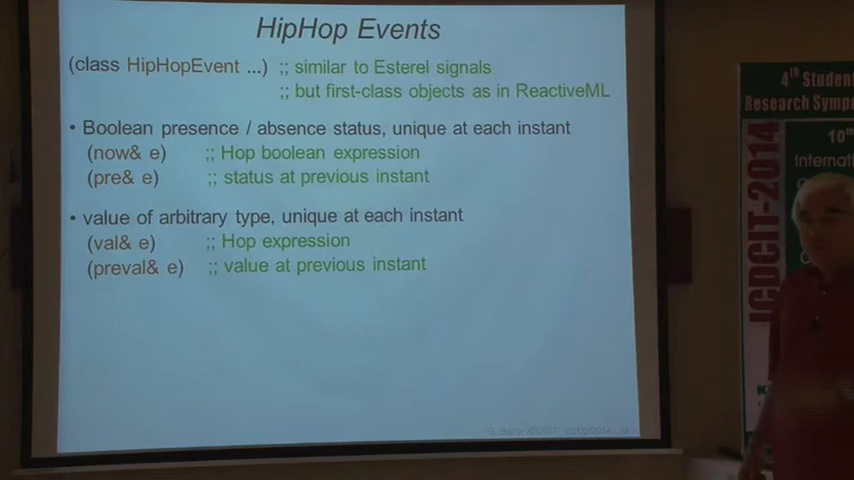 HipHop Events
(class HipHopEvent ...) ;; similar to Esterel signals
;; but first-class objects as in ReactiveML
• Boolean presence / absence status, unique at each instant
(now& e) ;; Hop boolean expression
(pre& e) ;; status at previous instant
• value of arbitrary type, unique at each instant
(val& e) ;; Hop expression
(preval& e) ;; value at previous instant
4th Student
Research Symp
10th
Internati
ICDCIT-2014